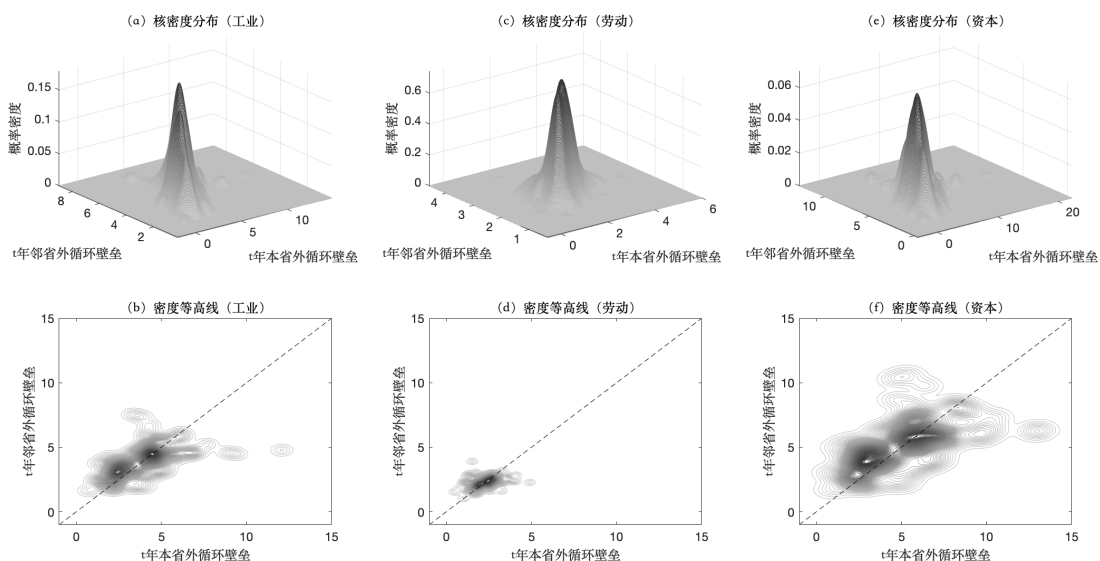 （a）核密度分布（工业）
（c）核密度分布（劳动）
（e）核密度分布（资本）
概率密度
0.15
0.1
0.05
0
8
6
4
2
0
5
10
t年邻省外循环壁垒
t年本省外循环壁垒
概率密度
0.6
0.4
0.2
0
4
3
2
1
0
2
4
6
t年邻省外循环壁垒
t年本省外循环壁垒
概率密度
0.06
0.04
0.02
0
10
5
0
0
10
20
t年邻省外循环壁垒
t年本省外循环壁垒
（b）密度等高线（工业）
（d）密度等高线（劳动）
（f）密度等高线（资本）
t年邻省外循环壁垒
15
10
5
0
0
5
10
15
t年本省外循环壁垒
t年邻省外循环壁垒
15
10
5
0
0
5
10
15
t年本省外循环壁垒
t年邻省外循环壁垒
15
10
5
0
0
5
10
15
t年本省外循环壁垒